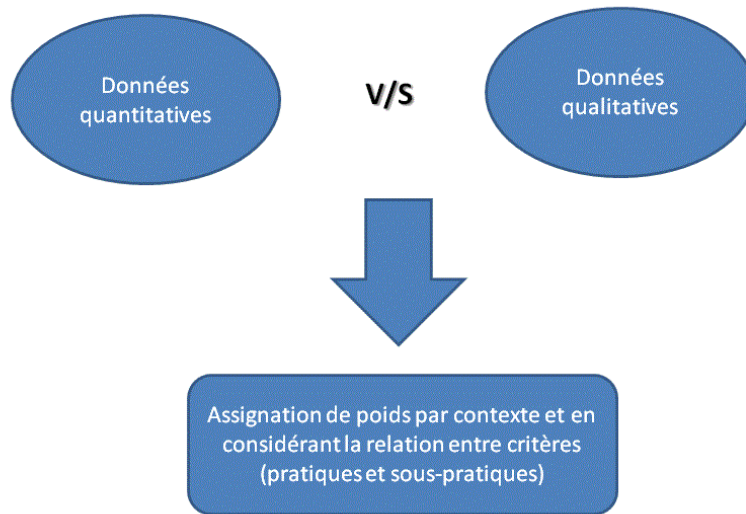 Données
quantitatives
V/S
Données
qualitatives
Assignation de poids par contexte et en
considérant la relation entre critères
(pratiques et sous-pratiques)